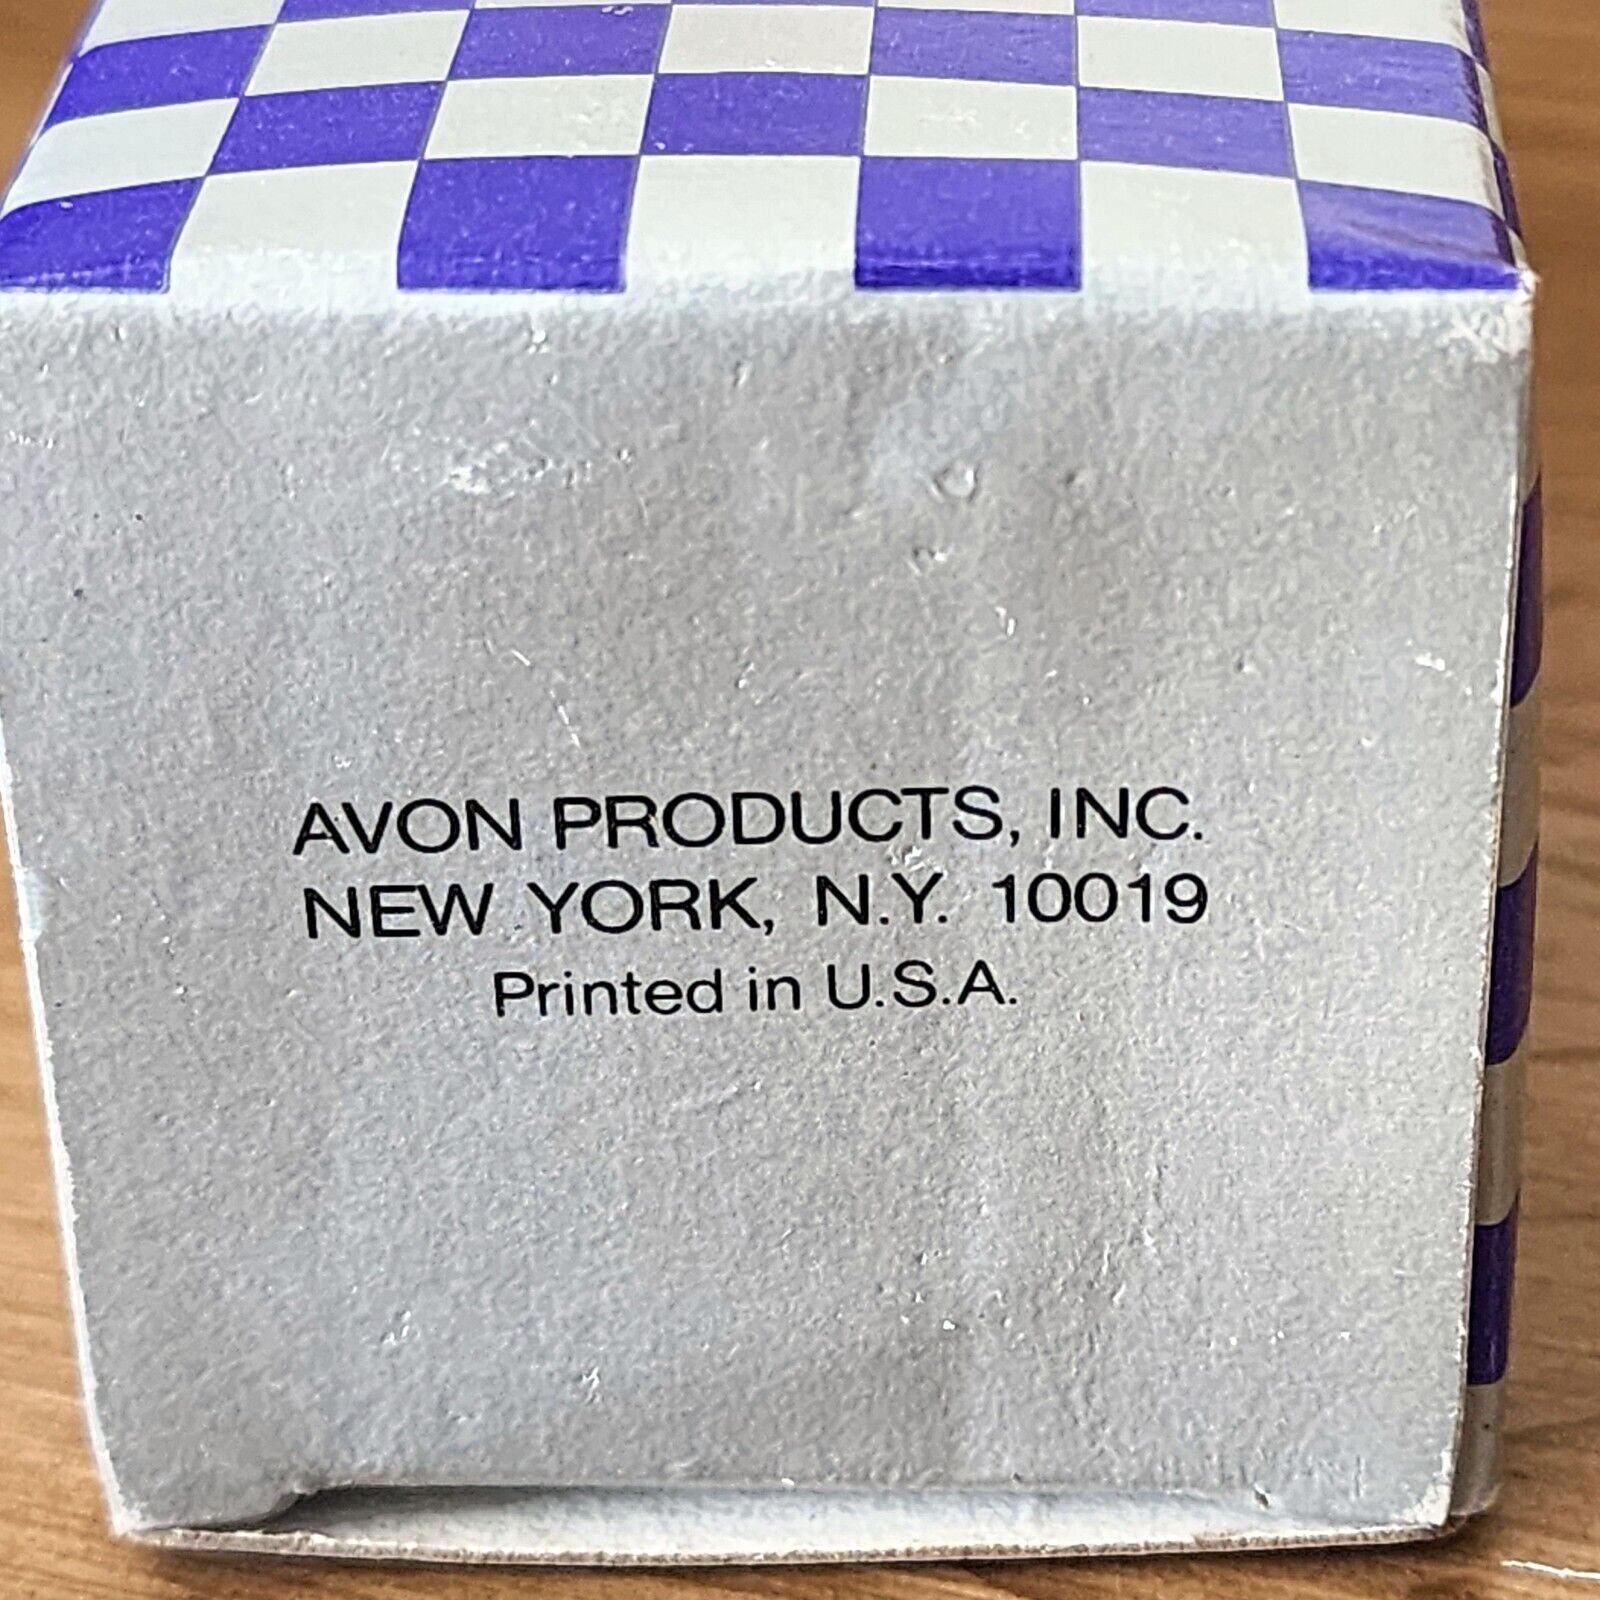 AVON PRODUCTS, INC.
NEW YORK, N.Y. 10019
Printed in U.S.A.